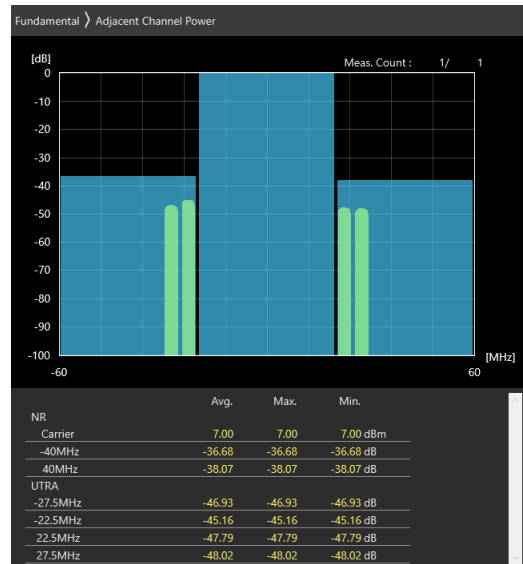 Fundamental 〉 Adjacent Channel Power
[dB]
Meas. Count : 1/ 1
0
-10
-20
-30
-40
-50
-60
-70
-80
-90
-100
[MHz]
-60 60
Avg. Max. Min.
NR
Carrier 7.00 7.00 7.00 dBm
-40MHz -36.68 -36.68 -36.68 dB
40MHz -38.07 -38.07 -38.07 dB
UTRA
-27.5MHz -46.93 -46.93 -46.93 dB
-22.5MHz -45.16 -45.16 -45.16 dB
22.5MHz -47.79 -47.79 -47.79 dB
27.5MHz -48.02 -48.02 -48.02 dB